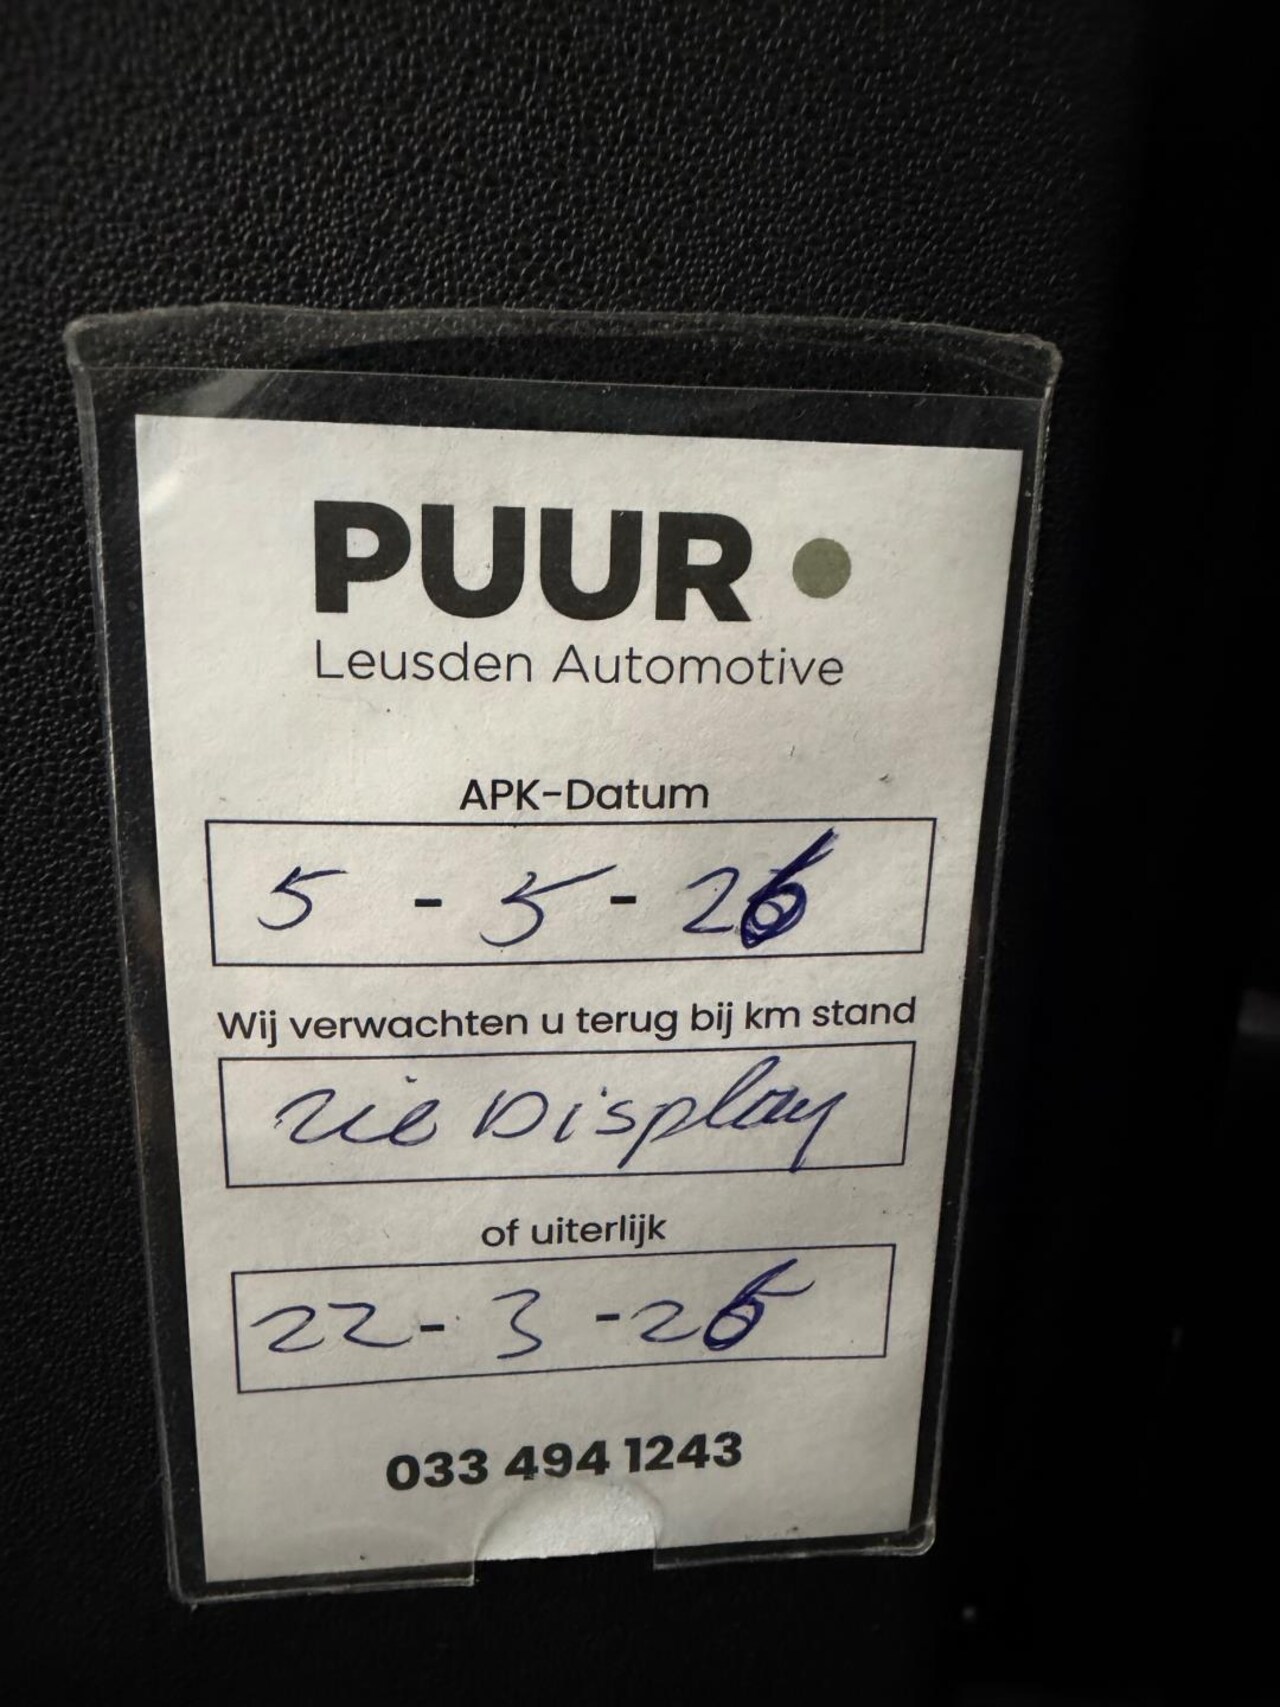 PUUR
Leusden Automotive
APK-Datum
5 - 5 - 26
Wij verwachten u terug bij km stand
zie Display
of uiterlijk
22 - 3 - 26
033 494 1243